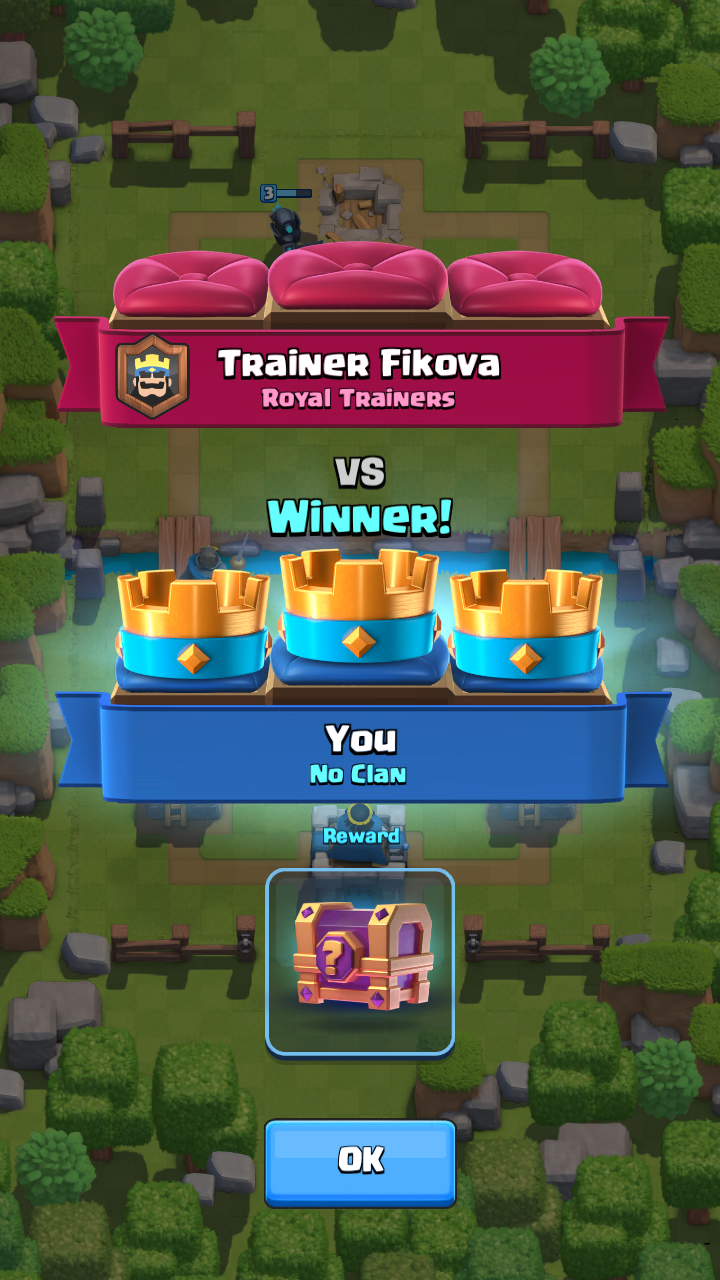 3
Trainer Fikova
Royal Trainers
VS
Winner!
You
No Clan
Reward
?
OK